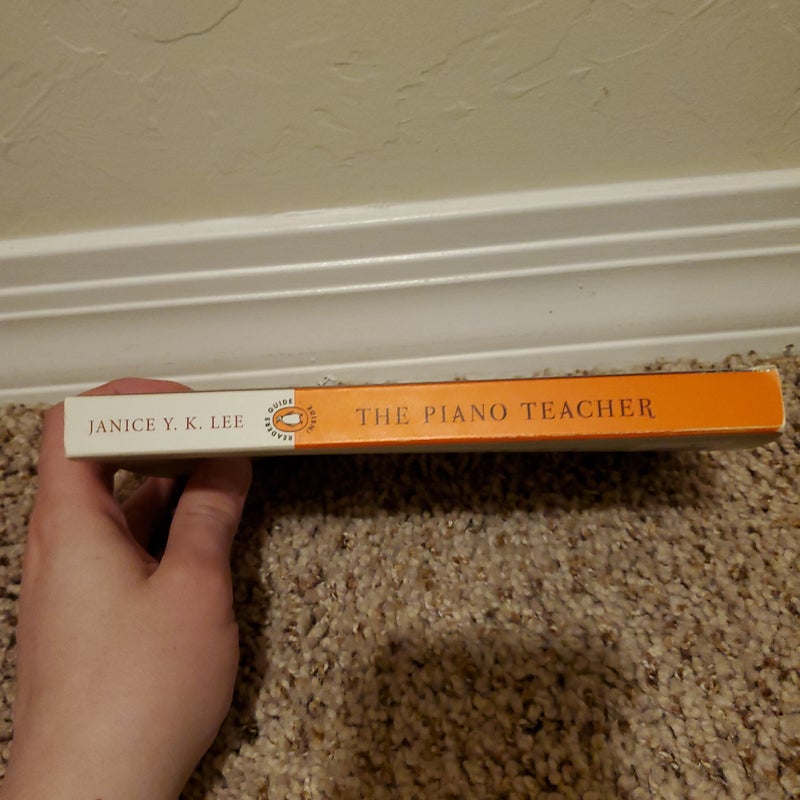 JANICE Y. K. LEE
READERS GUIDE
THE PIANO TEACHER